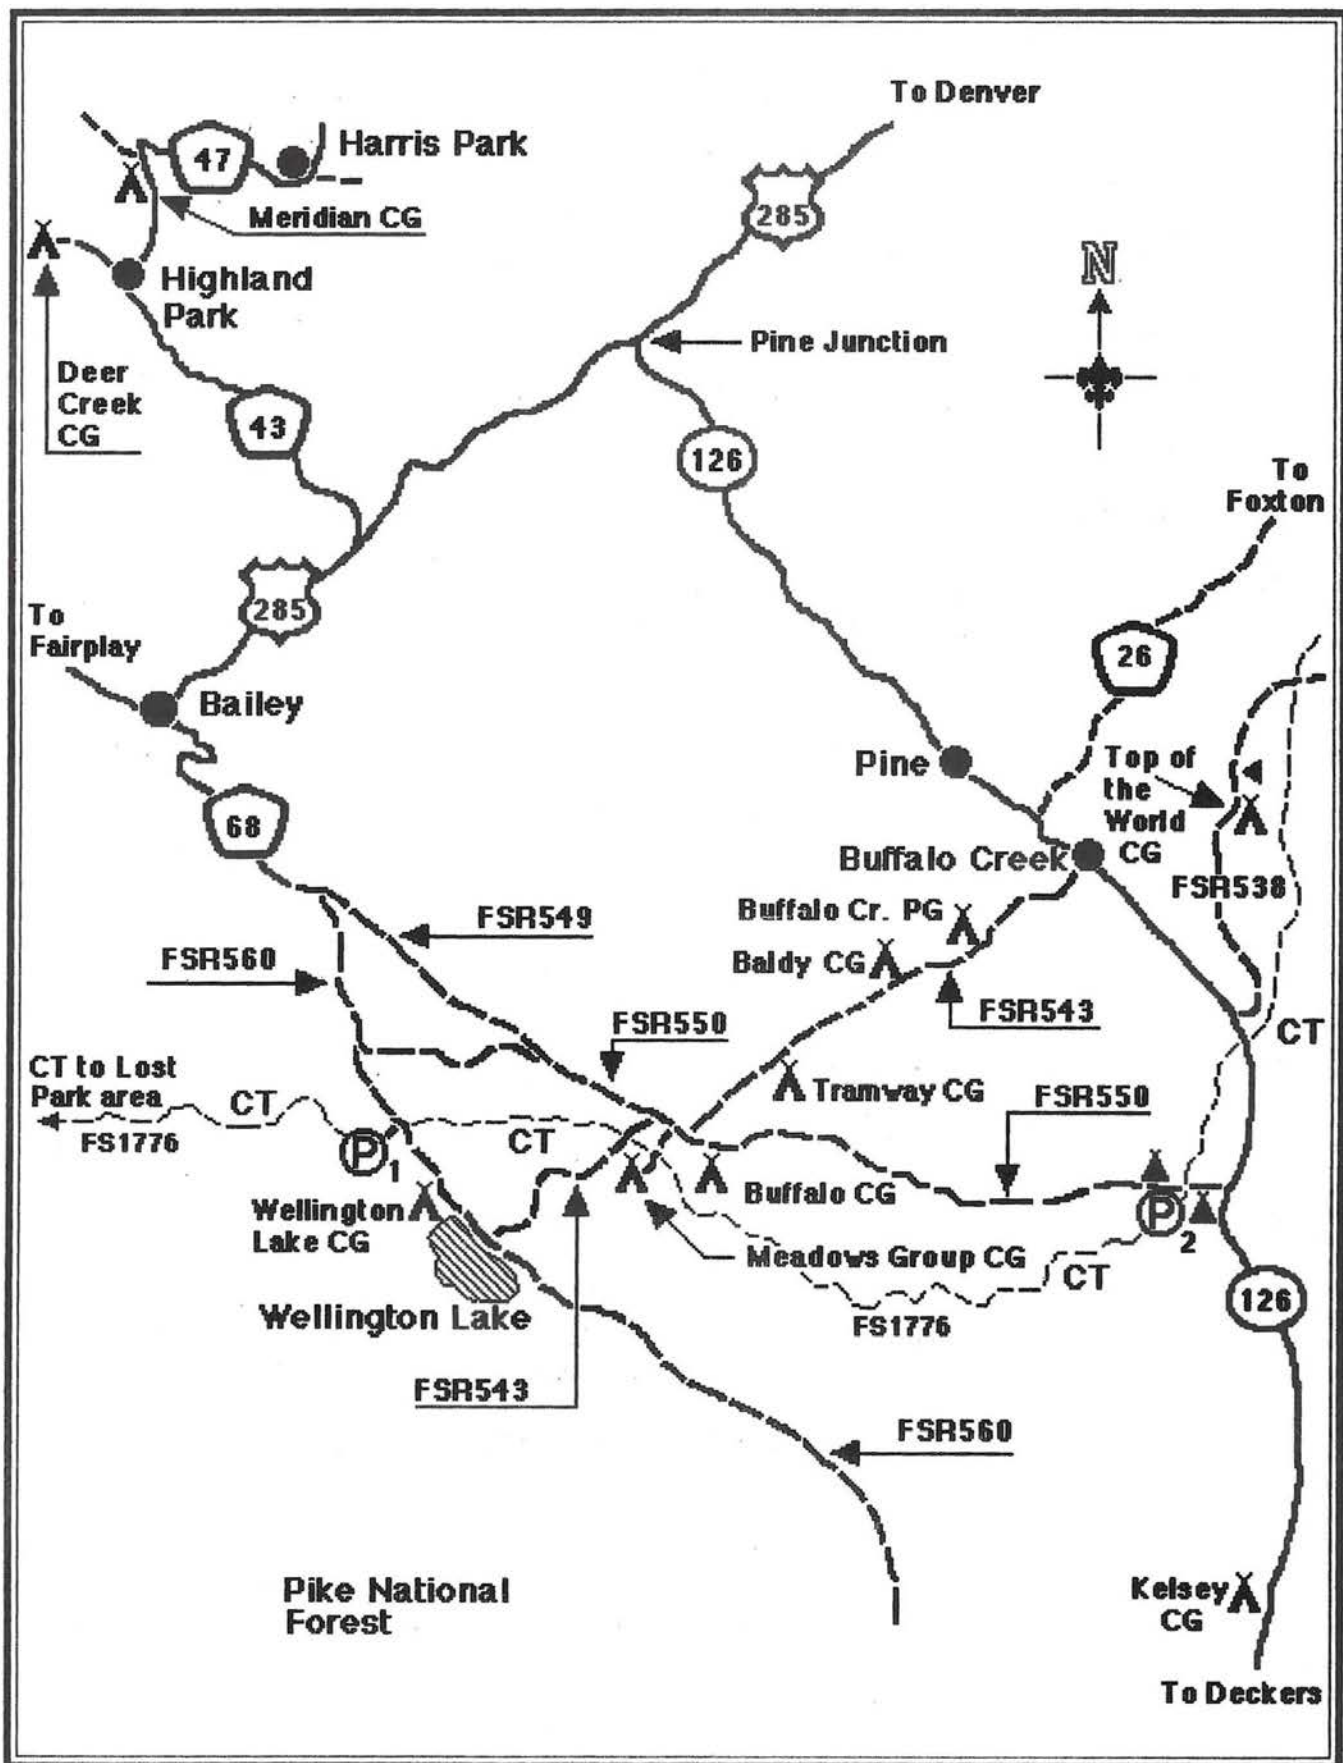 To Denver
47
Harris Park
Meridian CG
285
N
Highland
Park
Pine Junction
Deer
Creek
CG
43
126
To
Foxton
285
To
Fairplay
26
Bailey
Pine
Top of
the
World
CG
68
Buffalo Creek
FSR538
Buffalo Cr. PG
FSR549
Baldy CG
FSR560
FSR543
FSR550
CT
CT to Lost
Park area
CT
Tramway CG
FSR550
FS1776
CT
P
1
Buffalo CG
Wellington
Lake CG
P
2
Meadows Group CG
CT
126
Wellington Lake
FS1776
FSR543
FSR560
Pike National
Forest
Kelsey
CG
To Deckers